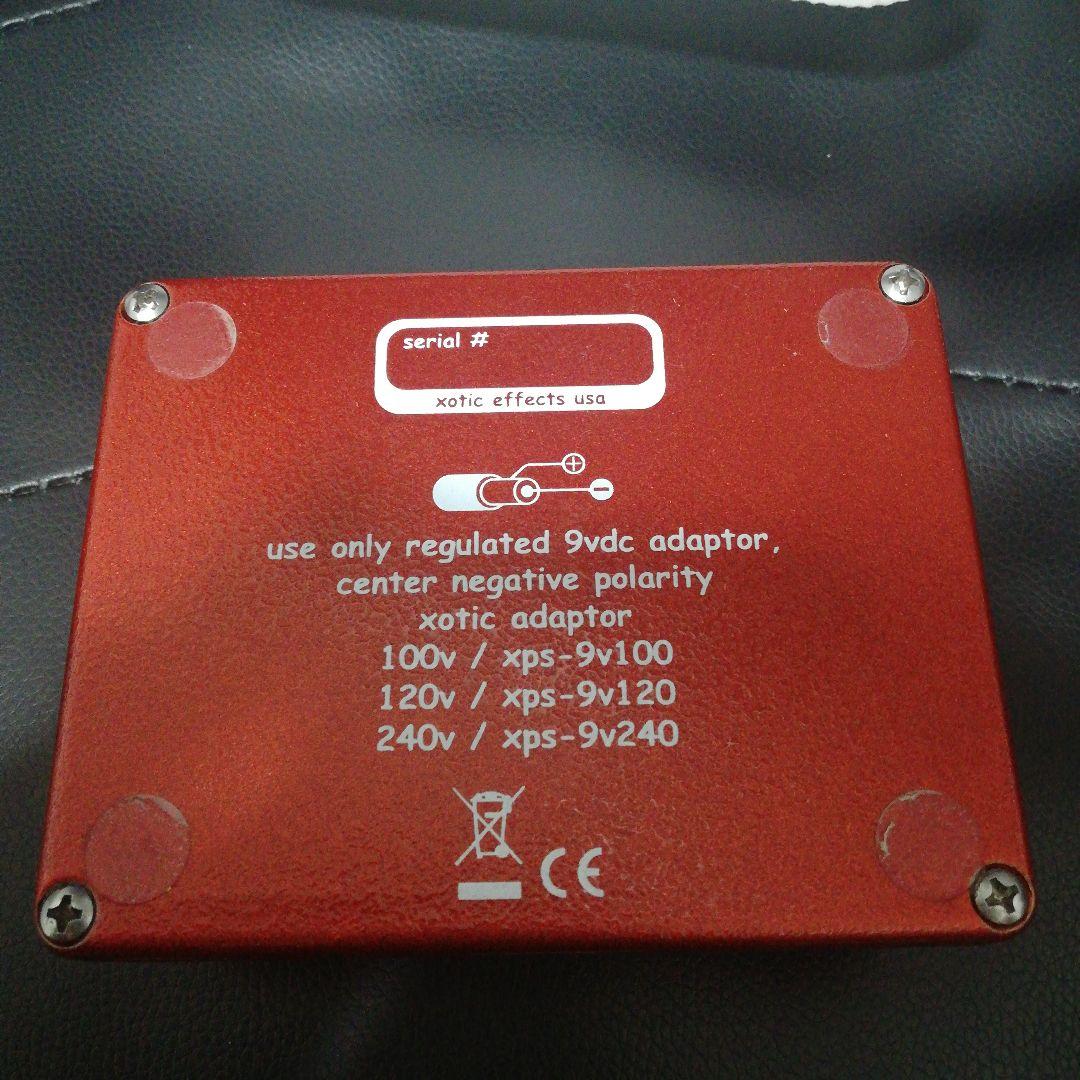 serial #
xotic effects usa
+
-
use only regulated 9vdc adaptor,
center negative polarity
xotic adaptor
100v / xps-9v100
120v / xps-9v120
240v / xps-9v240
CE